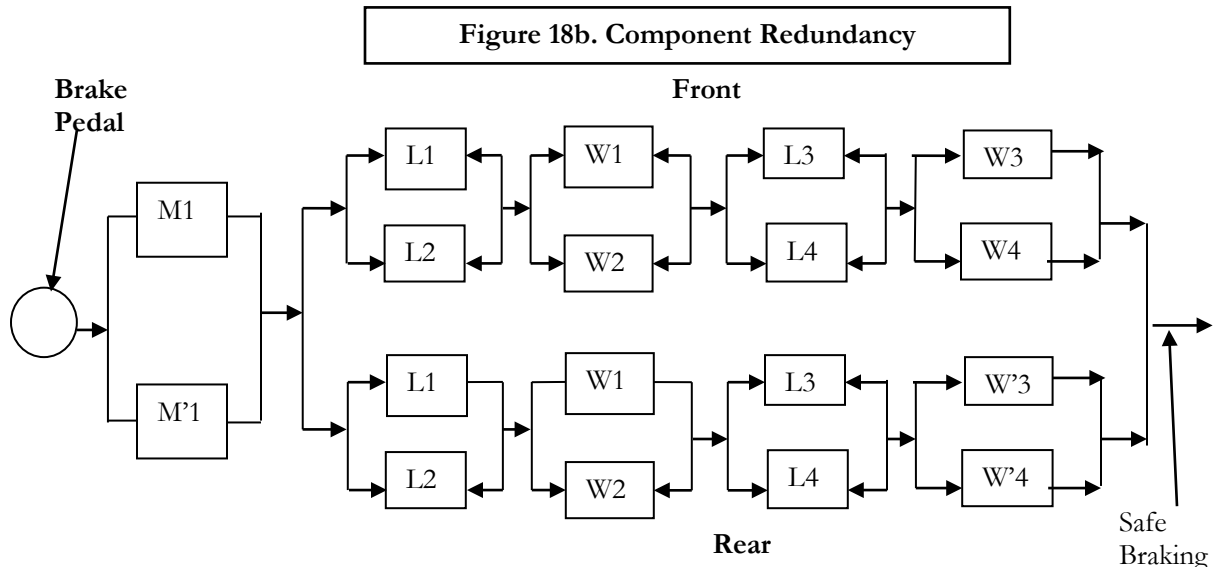 Figure 18b. Component Redundancy
Brake
Pedal
Front
M1
L1
W1
L3
W3
L2
W2
L4
W4
M'1
L1
W1
L3
W'3
L2
W2
L4
W'4
Rear
Safe
Braking